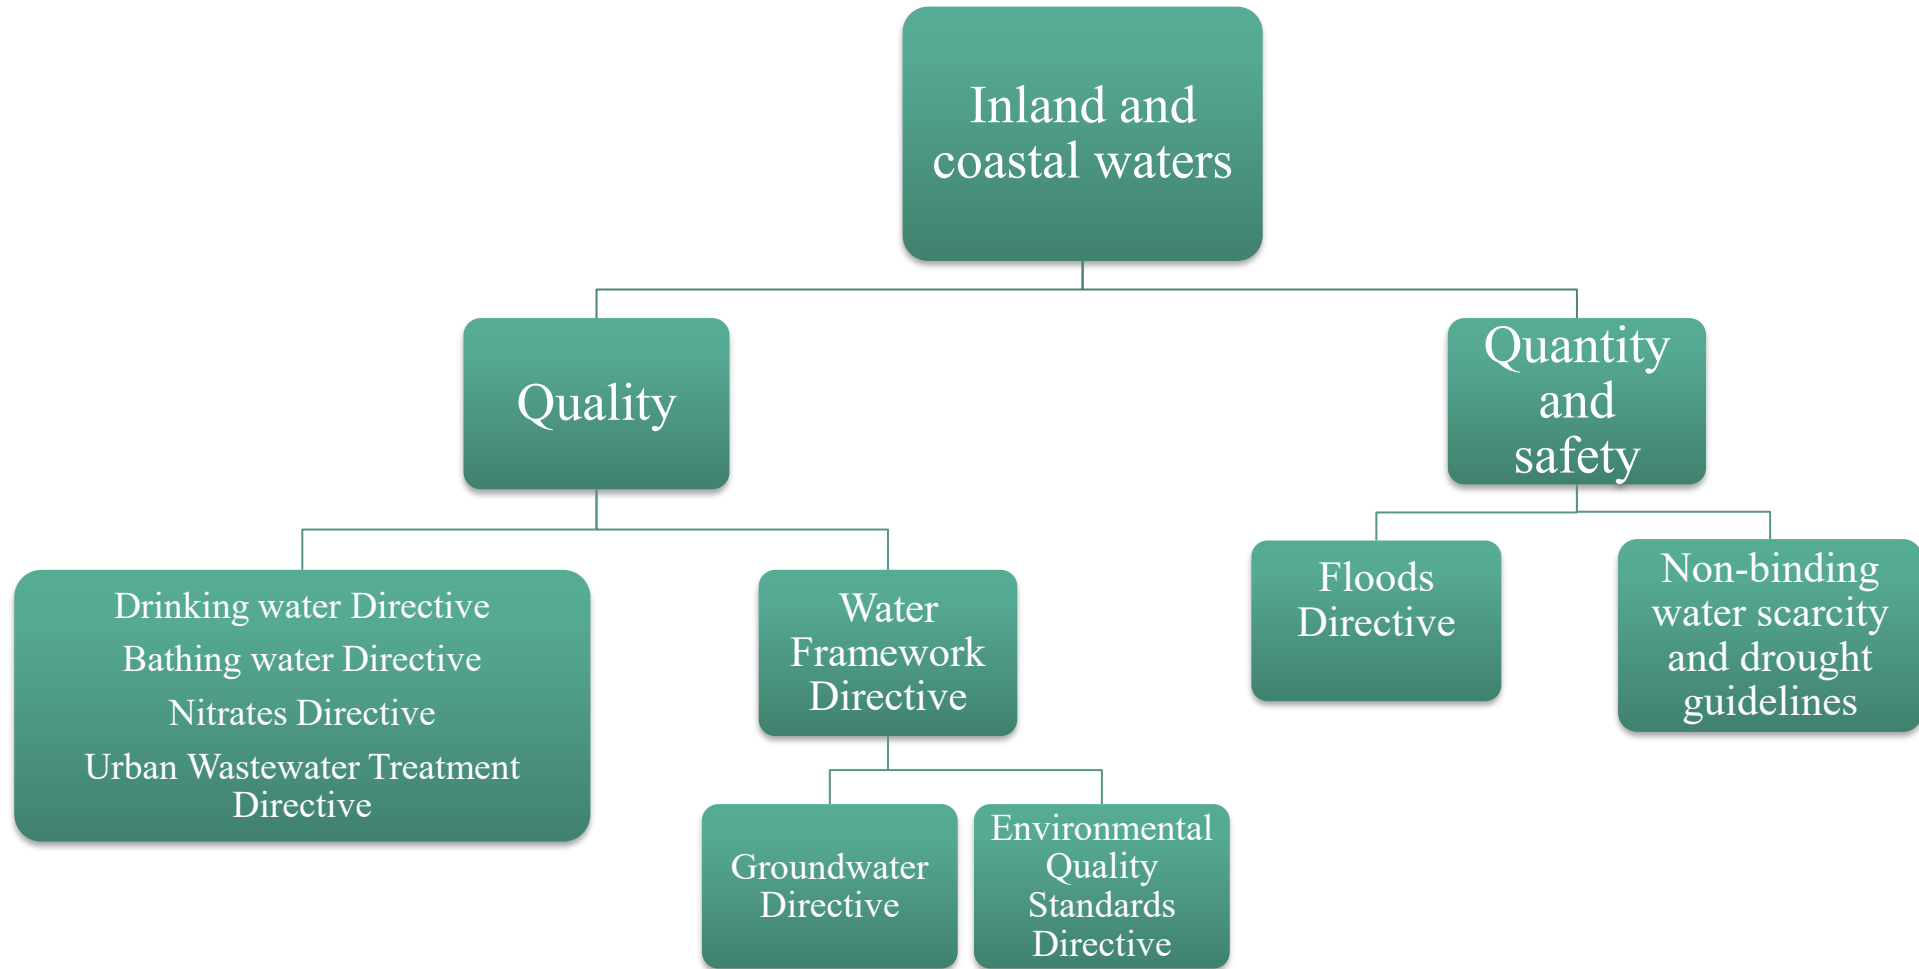 Inland and
coastal waters
Quality
Quantity
and
safety
Drinking water Directive
Bathing water Directive
Nitrates Directive
Urban Wastewater Treatment
Directive
Water
Framework
Directive
Floods
Directive
Non-binding
water scarcity
and drought
guidelines
Groundwater
Directive
Environmental
Quality
Standards
Directive